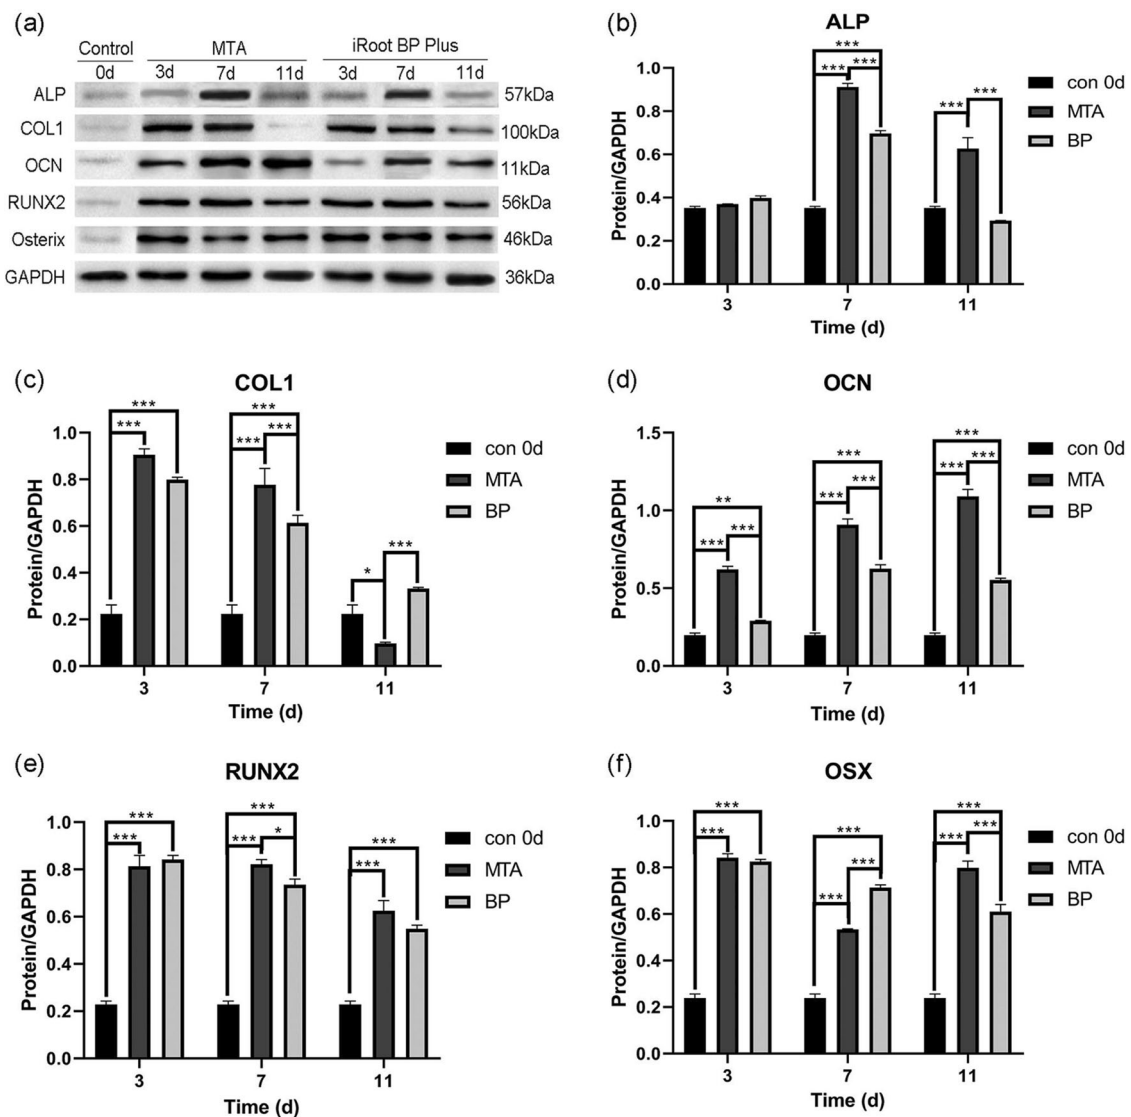 (a)
Control MTA iRoot BP Plus
0d 3d 7d 11d 3d 7d 11d
ALP 57kDa
COL1 100kDa
OCN 11kDa
RUNX2 56kDa
Osterix 46kDa
GAPDH 36kDa
(b)
ALP
Protein/GAPDH
1.0
0.8
0.6
0.4
0.2
0.0
*** *** ***
*** ***
3 7 11
Time (d)
con 0d
MTA
BP
(c)
COL1
Protein/GAPDH
1.0
0.8
0.6
0.4
0.2
0.0
*** ***
*** *** ***
* ***
3 7 11
Time (d)
con 0d
MTA
BP
(d)
OCN
Protein/GAPDH
1.5
1.0
0.5
0.0
** *** ***
*** *** ***
*** *** ***
3 7 11
Time (d)
con 0d
MTA
BP
(e)
RUNX2
Protein/GAPDH
1.0
0.8
0.6
0.4
0.2
0.0
*** ***
*** *** *
*** ***
3 7 11
Time (d)
con 0d
MTA
BP
(f)
OSX
Protein/GAPDH
1.0
0.8
0.6
0.4
0.2
0.0
*** ***
*** *** ***
*** *** ***
3 7 11
Time (d)
con 0d
MTA
BP